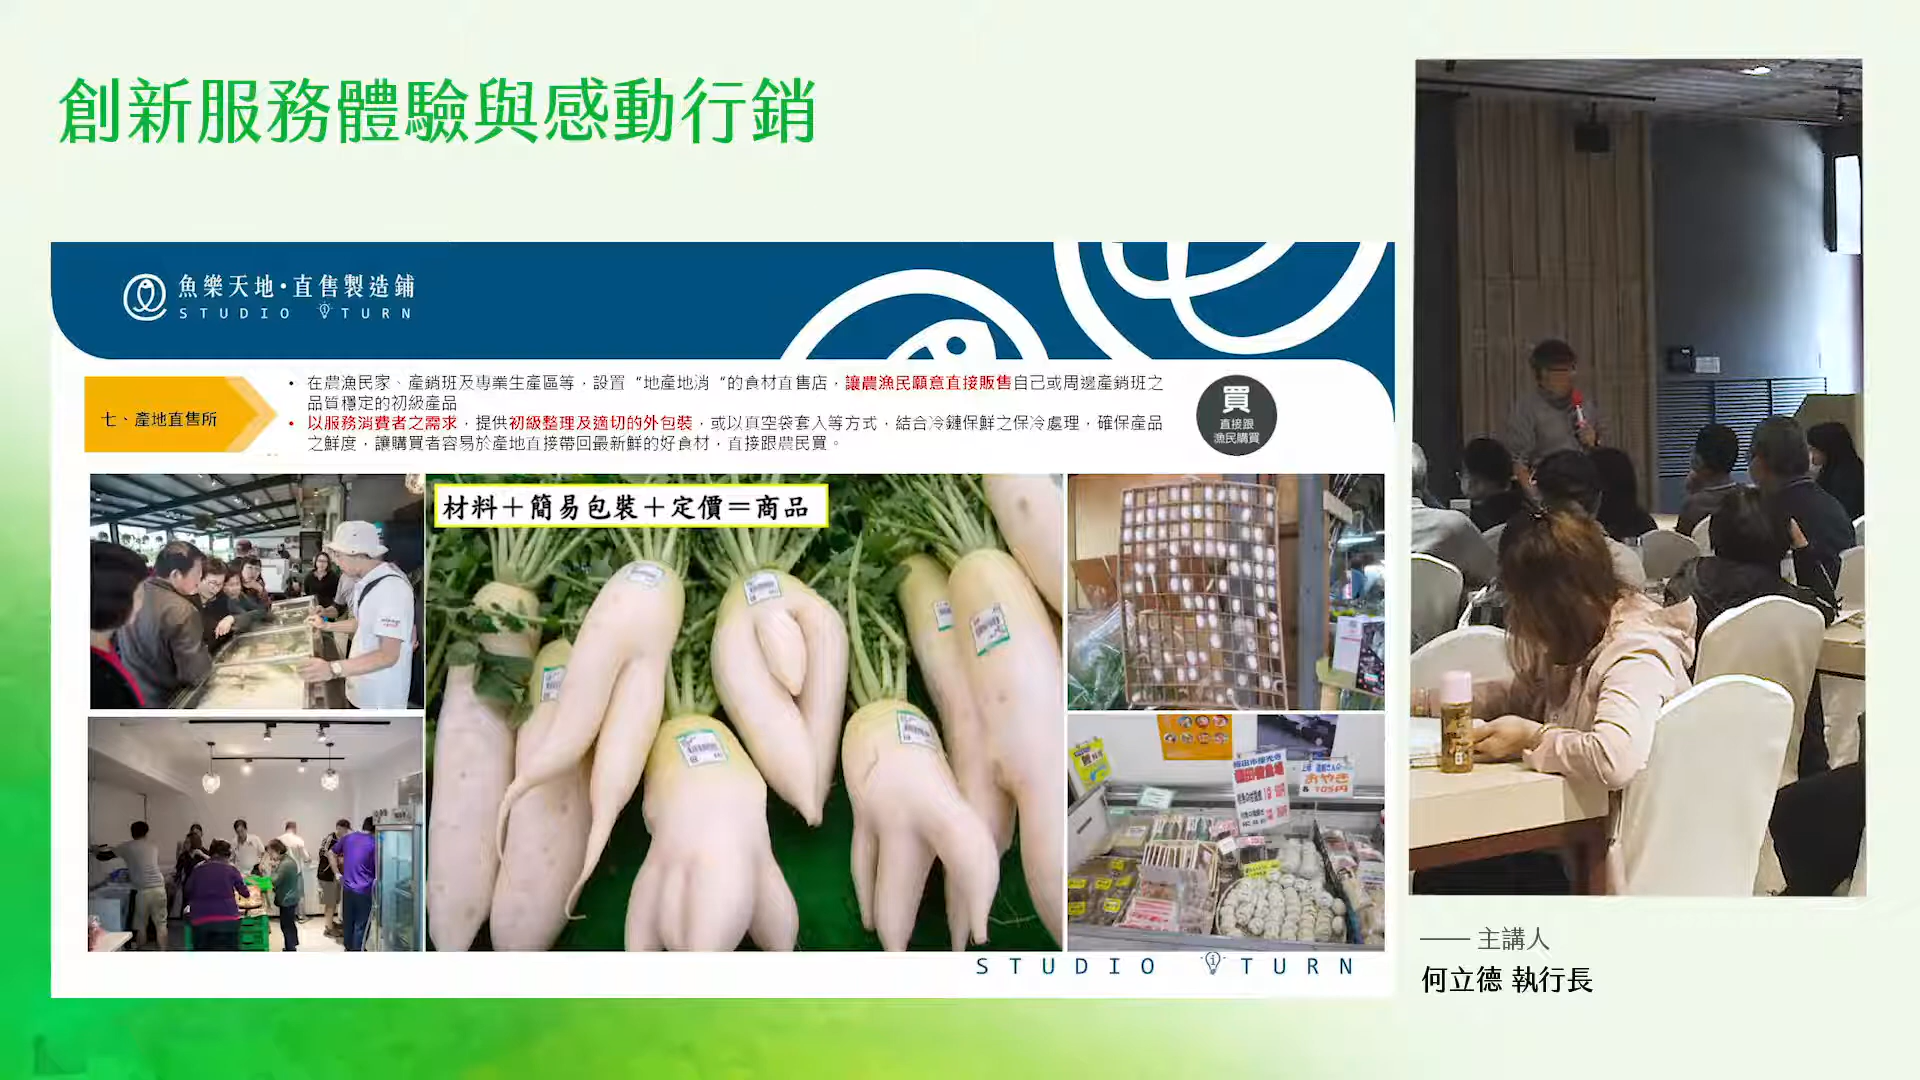 創新服務體驗與感動行銷
魚樂天地・直售製造鋪
STUDIO iTURN
七、產地直售所
• 在農漁民家、產銷班及專業生產區等，設置“地產地消“的食材直售店，讓農漁民願意直接販售自己或周邊產銷班之
品質穩定的初級產品
• 以服務消費者之需求，提供初級整理及適切的外包裝，或以真空袋套入等方式，結合冷鏈保鮮之保冷處理，確保產品
之鮮度，讓購買者容易於產地直接帶回最新鮮的好食材，直接跟農民買。
買
直接跟
漁民購買
材料＋簡易包裝＋定價＝商品
おやき
105円
STUDIO iTURN
主講人
何立德 執行長